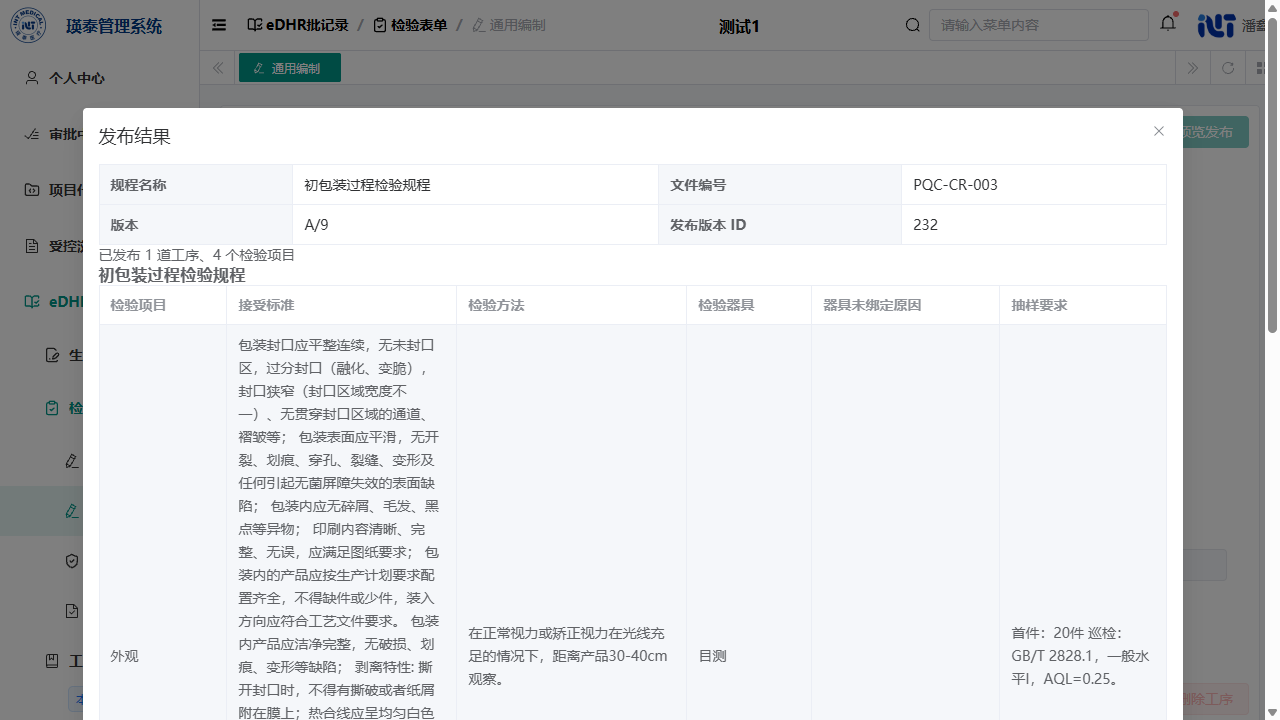 瑛泰管理系统
eDHR批记录 / 检验表单 / 通用编制
测试1
请输入菜单内容
潘鑫
通用编制
个人中心
审批中
项目
受控
eDHR
生
检
工
预览发布
删除工序
发布结果
规程名称 初包装过程检验规程 文件编号 PQC-CR-003
版本 A/9 发布版本 ID 232
已发布 1 道工序、4 个检验项目
初包装过程检验规程
检验项目 接受标准 检验方法 检验器具 器具未绑定原因 抽样要求
包装封口应平整连续，无未封口
区，过分封口（融化、变脆），
封口狭窄（封口区域宽度不
一）、无贯穿封口区域的通道、
褶皱等； 包装表面应平滑，无开
裂、划痕、穿孔、裂缝、变形及
任何引起无菌屏障失效的表面缺
陷； 包装内应无碎屑、毛发、黑
点等异物； 印刷内容清晰、完
整、无误，应满足图纸要求； 包
装内的产品应按生产计划要求配
置齐全，不得缺件或少件，装入
方向应符合工艺文件要求。 包装
内产品应洁净完整，无破损、划
痕、变形等缺陷； 剥离特性: 撕
开封口时，不得有撕破或者纸屑
附在膜上；热合线应呈均匀白色
外观
在正常视力或矫正视力在光线充
足的情况下，距离产品30-40cm
观察。
目测
首件：20件 巡检：
GB/T 2828.1，一般水
平Ⅰ，AQL=0.25。